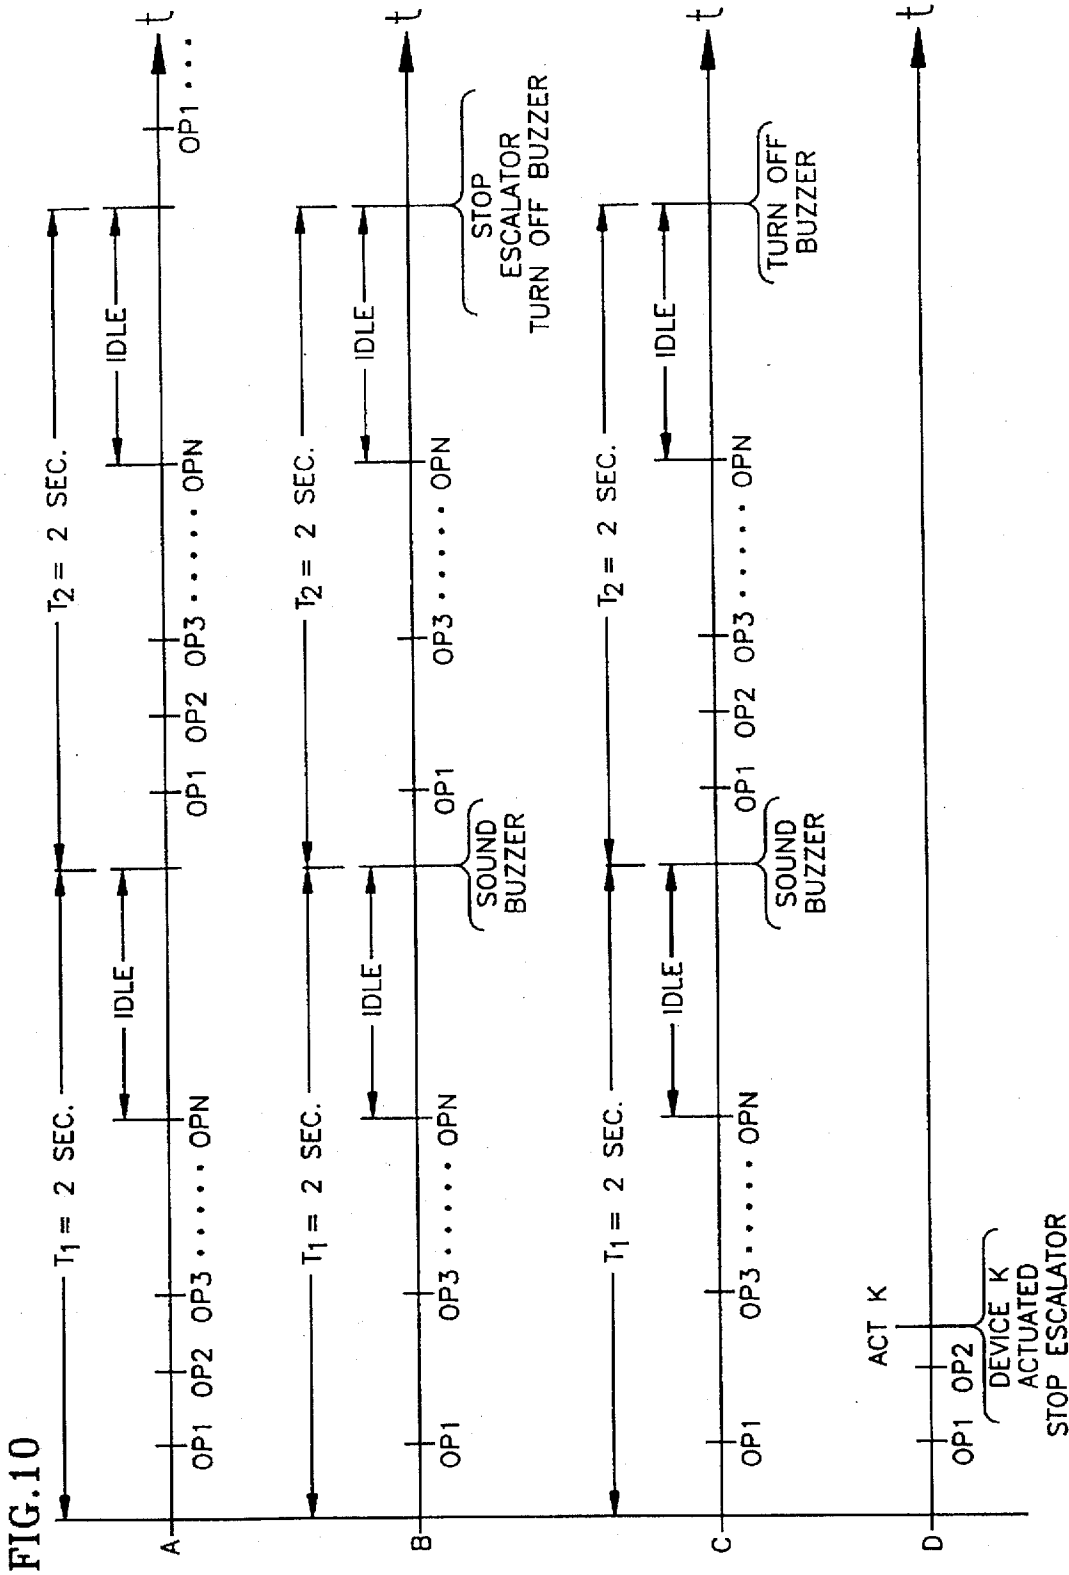 FIG.10
T1 = 2 SEC. T2 = 2 SEC.
IDLE IDLE
A t
OP1 OP2 OP3 ...... OPN OP1 OP2 OP3 ...... OPN OP1 ...
T1 = 2 SEC. T2 = 2 SEC.
IDLE IDLE
B t
OP1 OP3 ...... OPN OP1 OP3 ...... OPN
SOUND
BUZZER
STOP
ESCALATOR
TURN OFF BUZZER
T1 = 2 SEC. T2 = 2 SEC.
IDLE IDLE
C t
OP1 OP3 ...... OPN OP1 OP2 OP3 ...... OPN
SOUND
BUZZER
TURN OFF
BUZZER
ACT K
D t
OP1 OP2
DEVICE K
ACTUATED
STOP ESCALATOR